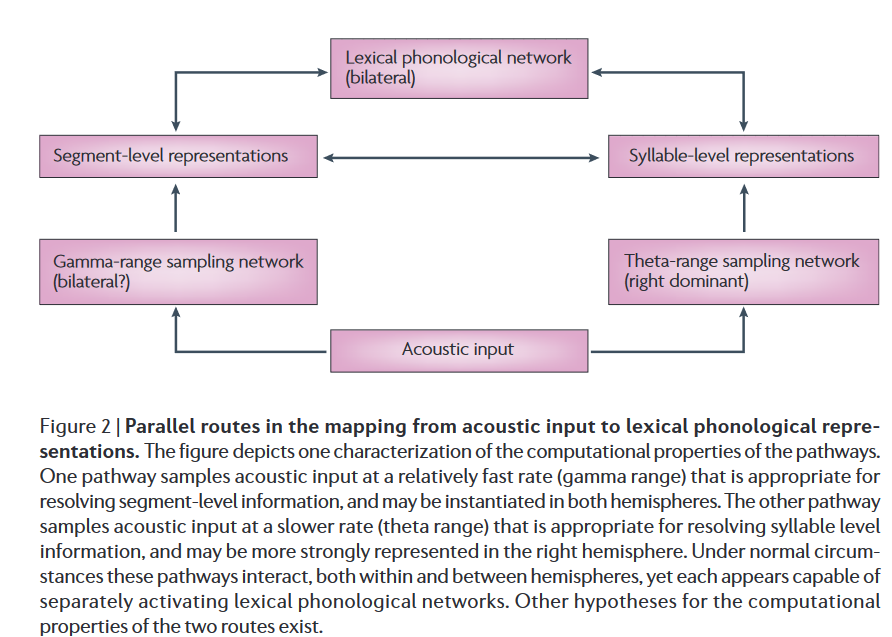 Lexical phonological network
(bilateral)
Segment-level representations
Syllable-level representations
Gamma-range sampling network
(bilateral?)
Theta-range sampling network
(right dominant)
Acoustic input
Figure 2 | Parallel routes in the mapping from acoustic input to lexical phonological repre-
sentations. The figure depicts one characterization of the computational properties of the pathways.
One pathway samples acoustic input at a relatively fast rate (gamma range) that is appropriate for
resolving segment-level information, and may be instantiated in both hemispheres. The other pathway
samples acoustic input at a slower rate (theta range) that is appropriate for resolving syllable level
information, and may be more strongly represented in the right hemisphere. Under normal circum-
stances these pathways interact, both within and between hemispheres, yet each appears capable of
separately activating lexical phonological networks. Other hypotheses for the computational
properties of the two routes exist.